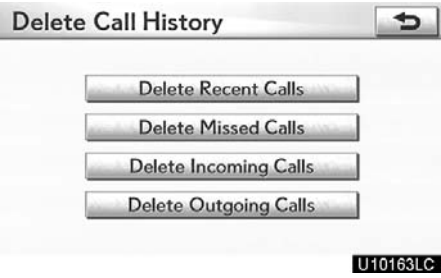 Delete Call History
Delete Recent Calls
Delete Missed Calls
Delete Incoming Calls
Delete Outgoing Calls
U10163LC